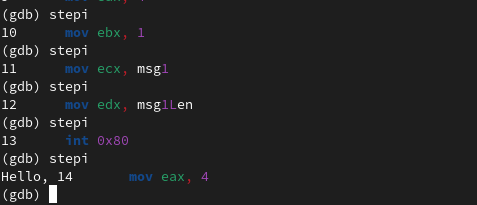 (gdb) stepi
10      mov ebx, 1
(gdb) stepi
11      mov ecx, msg1
(gdb) stepi
12      mov edx, msg1Len
(gdb) stepi
13      int 0x80
(gdb) stepi
Hello, 14       mov eax, 4
(gdb)